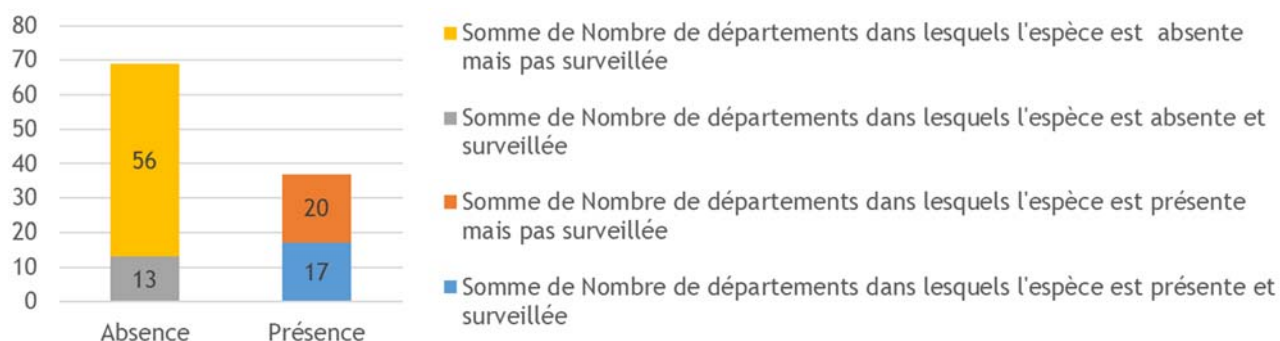 80
70
60
50
40
30
20
10
0
56
13
20
17
Absence
Présence
Somme de Nombre de départements dans lesquels l'espèce est absente
mais pas surveillée
Somme de Nombre de départements dans lesquels l'espèce est absente et
surveillée
Somme de Nombre de départements dans lesquels l'espèce est présente
mais pas surveillée
Somme de Nombre de départements dans lesquels l'espèce est présente et
surveillée